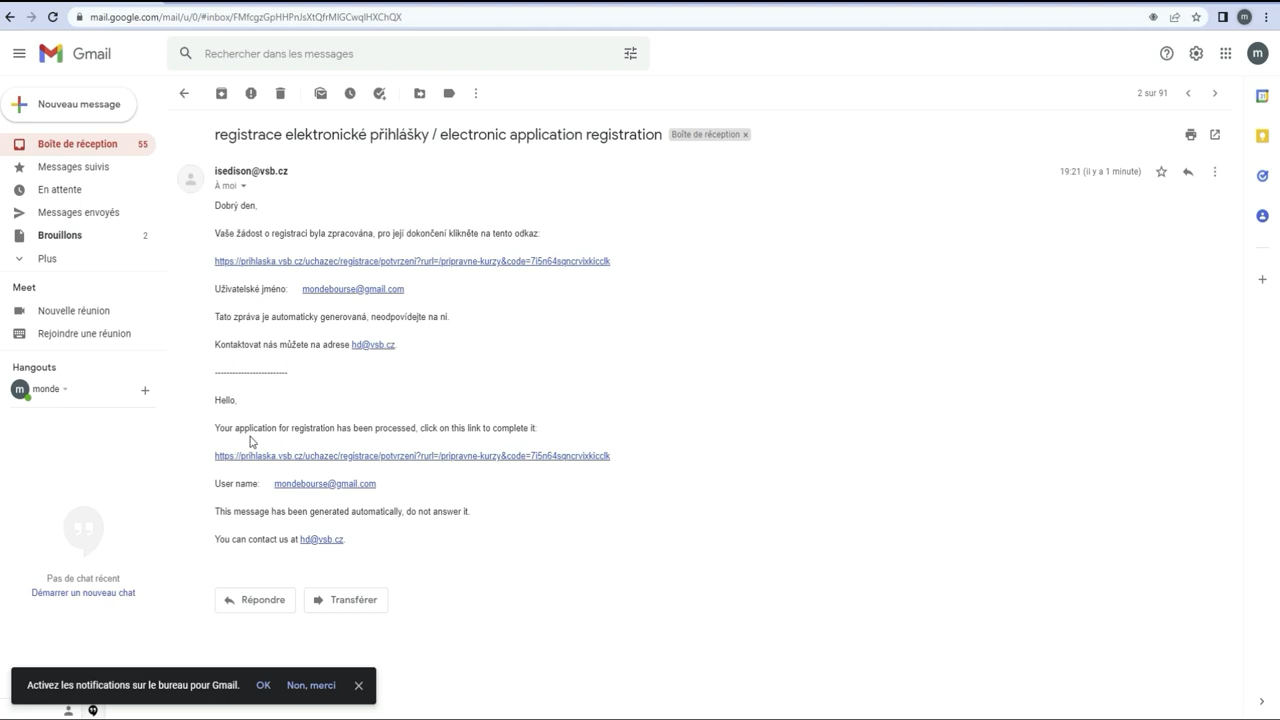 mail.google.com/mail/u/0/#inbox/FMfcgzGpHHPnJsXtQfrMlGCwqlHXChQX
m
Gmail
Rechercher dans les messages
m
Nouveau message
2 sur 91
Boîte de réception 55
Messages suivis
En attente
Messages envoyés
Brouillons 2
Plus
Meet
Nouvelle réunion
Rejoindre une réunion
Hangouts
m monde
Pas de chat récent
Démarrer un nouveau chat
registrace elektronické přihlášky / electronic application registration Boîte de réception x
isedison@vsb.cz 19:21 (il y a 1 minute)
À moi
Dobrý den,
Vaše žádost o registraci byla zpracována, pro její dokončení klikněte na tento odkaz:
https://prihlaska.vsb.cz/uchazec/registrace/potvrzeni?rurl=/pripravne-kurzy&code=7i5n64sqncrvixkicclk
Uživatelské jméno: mondebourse@gmail.com
Tato zpráva je automaticky generovaná, neodpovídejte na ni.
Kontaktovat nás můžete na adrese hd@vsb.cz.
-------------------------
Hello,
Your application for registration has been processed, click on this link to complete it:
https://prihlaska.vsb.cz/uchazec/registrace/potvrzeni?rurl=/pripravne-kurzy&code=7i5n64sqncrvixkicclk
User name: mondebourse@gmail.com
This message has been generated automatically, do not answer it.
You can contact us at hd@vsb.cz.
Répondre Transférer
Activez les notifications sur le bureau pour Gmail. OK Non, merci